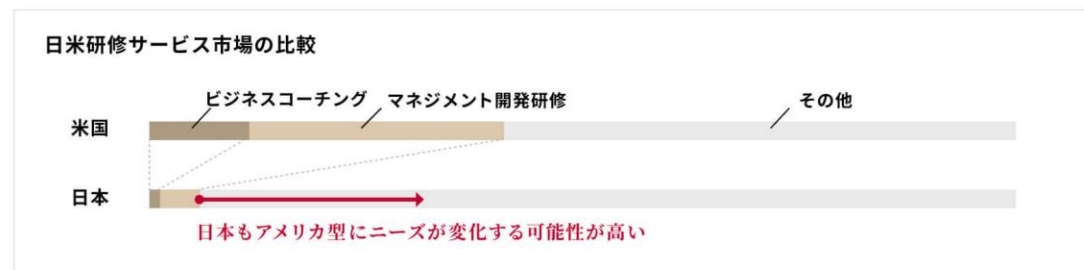 日米研修サービス市場の比較
ビジネスコーチング
マネジメント開発研修
その他
米国
日本
日本もアメリカ型にニーズが変化する可能性が高い